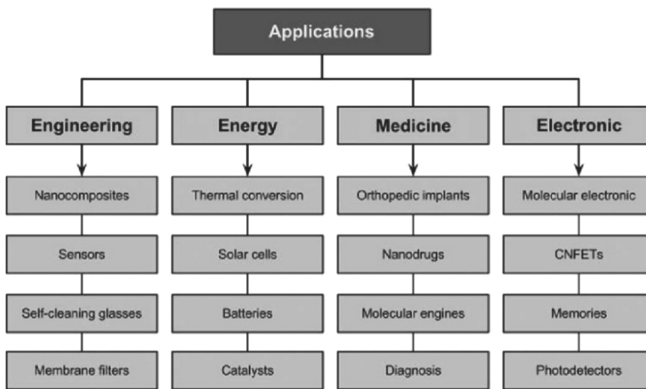 Applications
Engineering
Energy
Medicine
Electronic
Nanocomposites
Thermal conversion
Orthopedic implants
Molecular electronic
Sensors
Solar cells
Nanodrugs
CNFETs
Self-cleaning glasses
Batteries
Molecular engines
Memories
Membrane filters
Catalysts
Diagnosis
Photodetectors